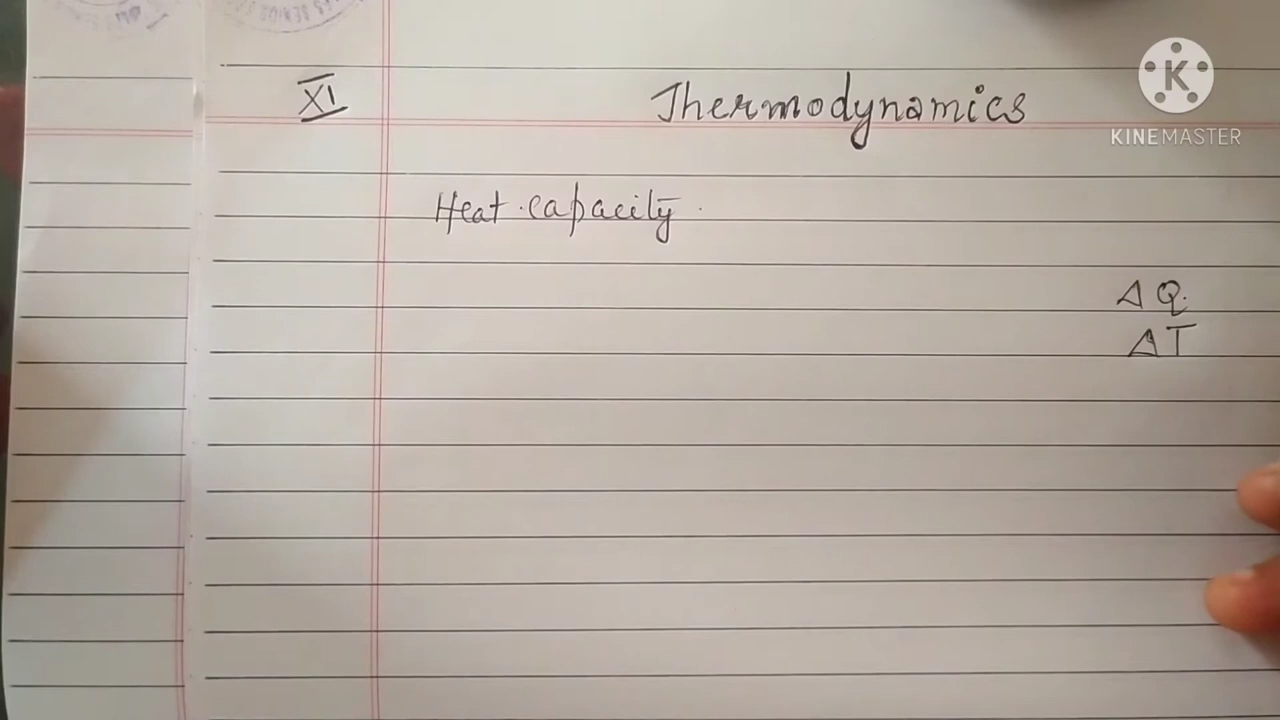 XI
Thermodynamics
K
KINEMASTER
Heat capacity.
ΔQ.
ΔT